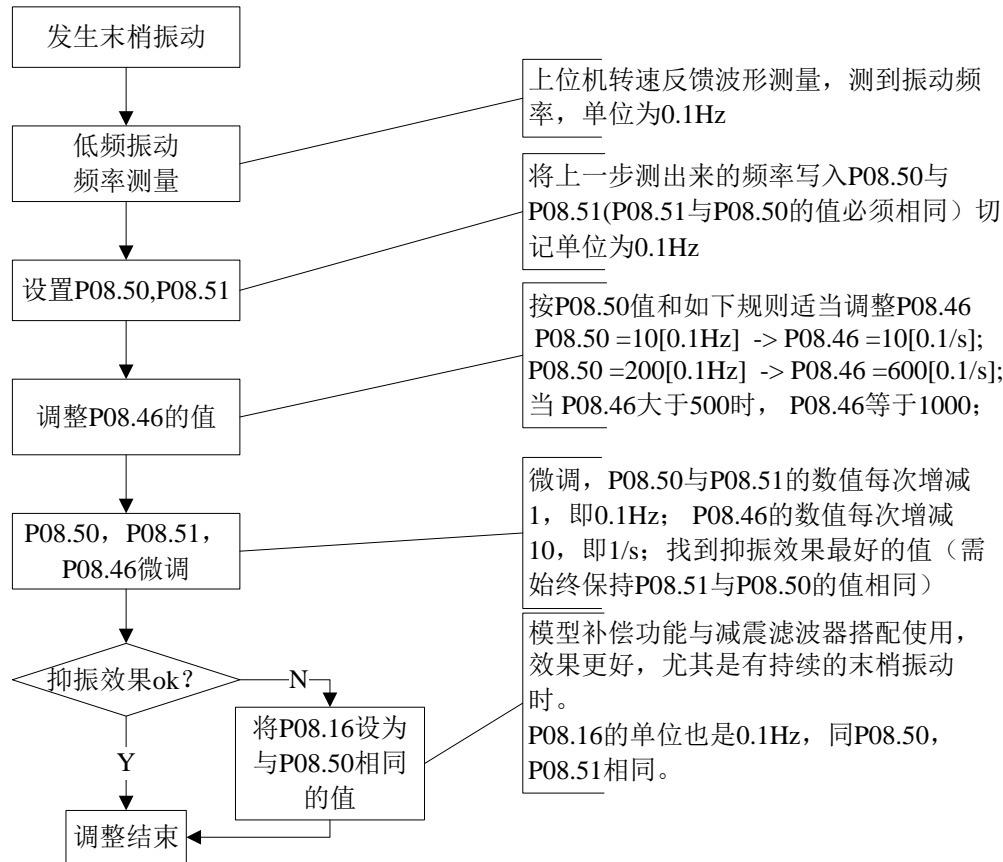 发生末梢振动
低频振动
频率测量
上位机转速反馈波形测量，测到振动频
率，单位为0.1Hz
设置P08.50,P08.51
将上一步测出来的频率写入P08.50与
P08.51(P08.51与P08.50的值必须相同）切
记单位为0.1Hz
调整P08.46的值
按P08.50值和如下规则适当调整P08.46
P08.50 =10[0.1Hz] -> P08.46 =10[0.1/s];
P08.50 =200[0.1Hz] -> P08.46 =600[0.1/s];
当 P08.46大于500时， P08.46等于1000；
P08.50，P08.51，
P08.46微调
微调，P08.50与P08.51的数值每次增减
1，即0.1Hz； P08.46的数值每次增减
10，即1/s；找到抑振效果最好的值（需
始终保持P08.51与P08.50的值相同）
抑振效果ok？
N
Y
将P08.16设为
与P08.50相同
的值
模型补偿功能与减震滤波器搭配使用，
效果更好，尤其是有持续的末梢振动
时。
P08.16的单位也是0.1Hz，同P08.50，
P08.51相同。
调整结束